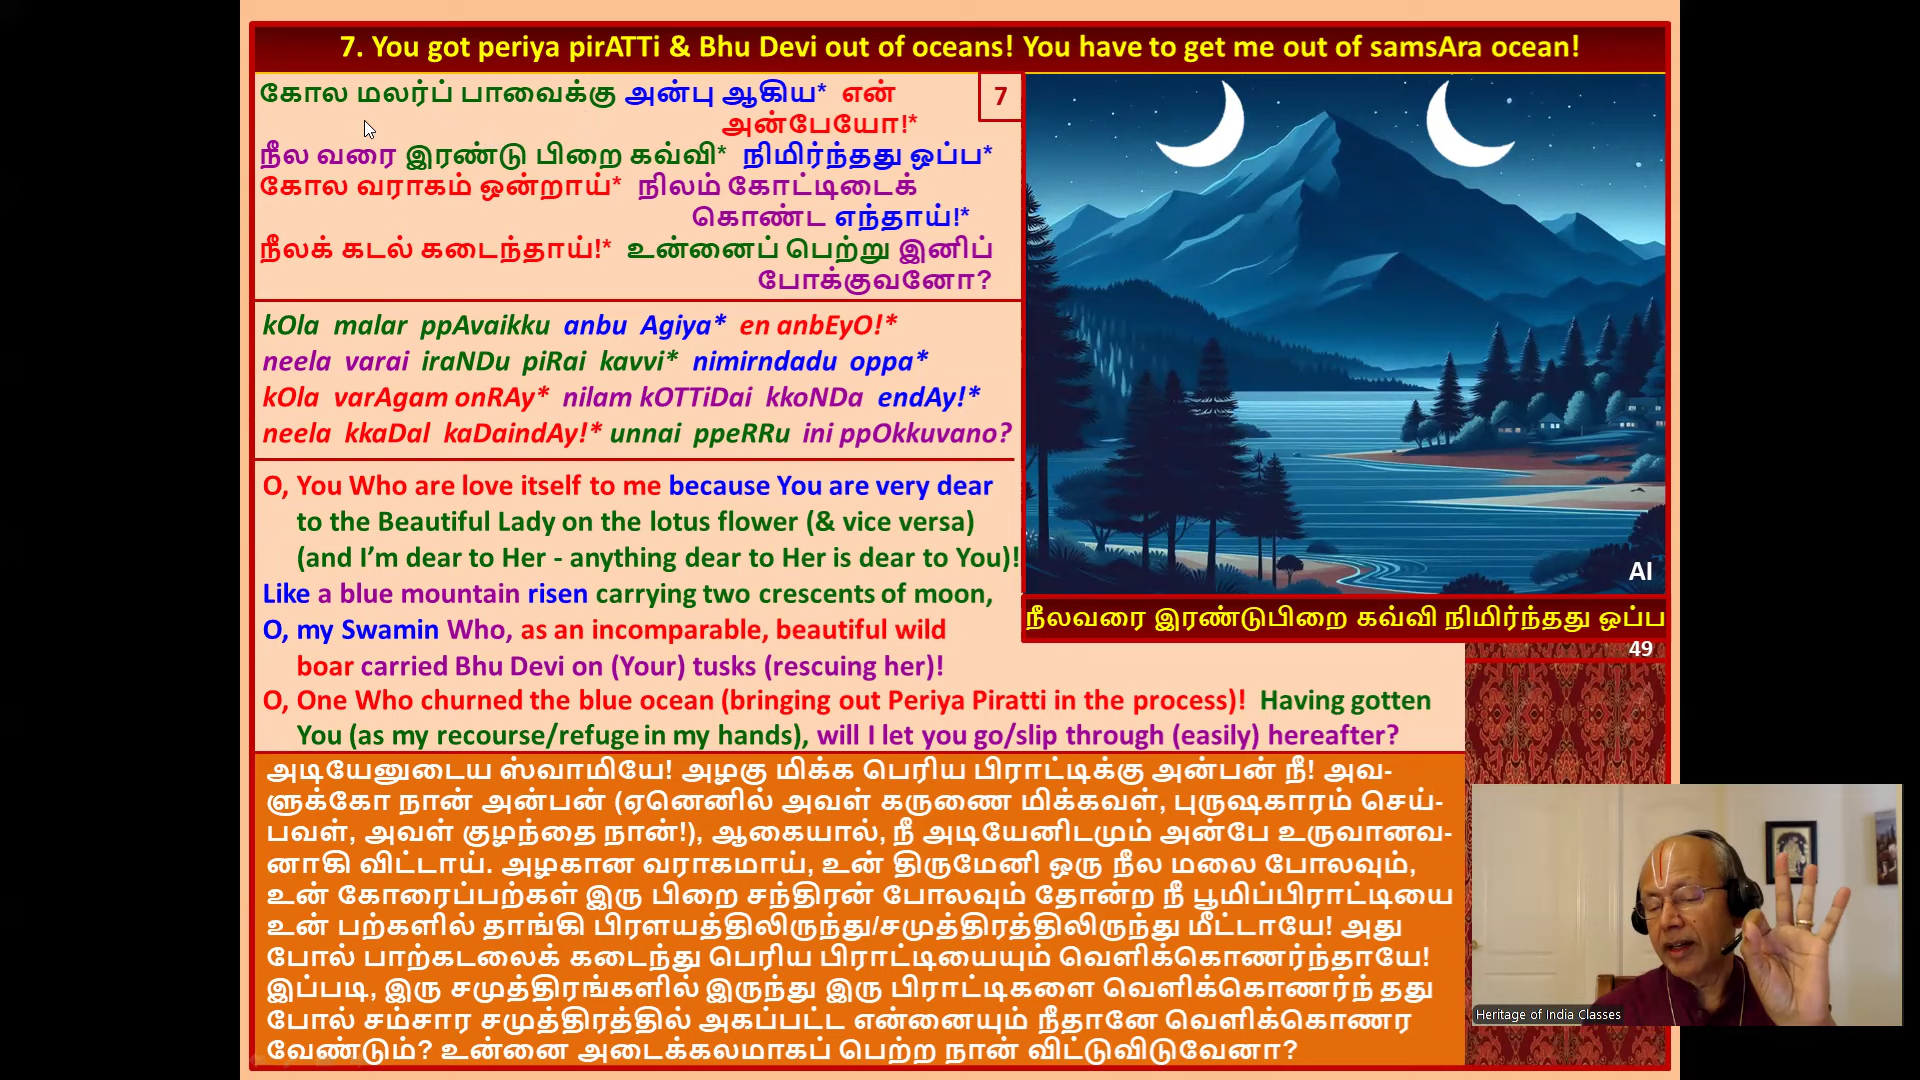 7. You got periya pirATTi & Bhu Devi out of oceans! You have to get me out of samsAra ocean!
கோல மலர்ப் பாவைக்கு அன்பு ஆகிய* என்
அன்பேயோ!*
நீல வரை இரண்டு பிறை கவ்வி* நிமிர்ந்தது ஒப்ப*
கோல வராகம் ஒன்றாய்* நிலம் கோட்டிடைக்
கொண்ட எந்தாய்!*
நீலக் கடல் கடைந்தாய்!* உன்னைப் பெற்று இனிப்
போக்குவனோ?
7
kOla malar ppAvaikku anbu Agiya* en anbEyO!*
neela varai iraNDu piRai kavvi* nimirndadu oppa*
kOla varAgam onRAy* nilam kOTTiDai kkoNDa endAy!*
neela kkaDal kaDaindAy!* unnai ppeRRu ini ppOkkuvano?
O, You Who are love itself to me because You are very dear
to the Beautiful Lady on the lotus flower (& vice versa)
(and I’m dear to Her - anything dear to Her is dear to You)!
Like a blue mountain risen carrying two crescents of moon,
O, my Swamin Who, as an incomparable, beautiful wild
boar carried Bhu Devi on (Your) tusks (rescuing her)!
O, One Who churned the blue ocean (bringing out Periya Piratti in the process)! Having gotten
You (as my recourse/refuge in my hands), will I let you go/slip through (easily) hereafter?
AI
நீலவரை இரண்டுபிறை கவ்வி நிமிர்ந்தது ஒப்ப
49
அடியேனுடைய ஸ்வாமியே! அழகு மிக்க பெரிய பிராட்டிக்கு அன்பன் நீ! அவ-
ளுக்கோ நான் அன்பன் (ஏனெனில் அவள் கருணை மிக்கவள், புருஷகாரம் செய்-
பவள், அவள் குழந்தை நான்!), ஆகையால், நீ அடியேனிடமும் அன்பே உருவானவ-
னாகி விட்டாய். அழகான வராகமாய், உன் திருமேனி ஒரு நீல மலை போலவும்,
உன் கோரைப்பற்கள் இரு பிறை சந்திரன் போலவும் தோன்ற நீ பூமிப்பிராட்டியை
உன் பற்களில் தாங்கி பிரளயத்திலிருந்து/சமுத்திரத்திலிருந்து மீட்டாயே! அது
போல் பாற்கடலைக் கடைந்து பெரிய பிராட்டியையும் வெளிக்கொணர்ந்தாயே!
இப்படி, இரு சமுத்திரங்களில் இருந்து இரு பிராட்டிகளை வெளிக்கொணர்ந் தது
போல் சம்சார சமுத்திரத்தில் அகப்பட்ட என்னையும் நீதானே வெளிக்கொணர
வேண்டும்? உன்னை அடைக்கலமாகப் பெற்ற நான் விட்டுவிடுவேனா?
Heritage of India Classes